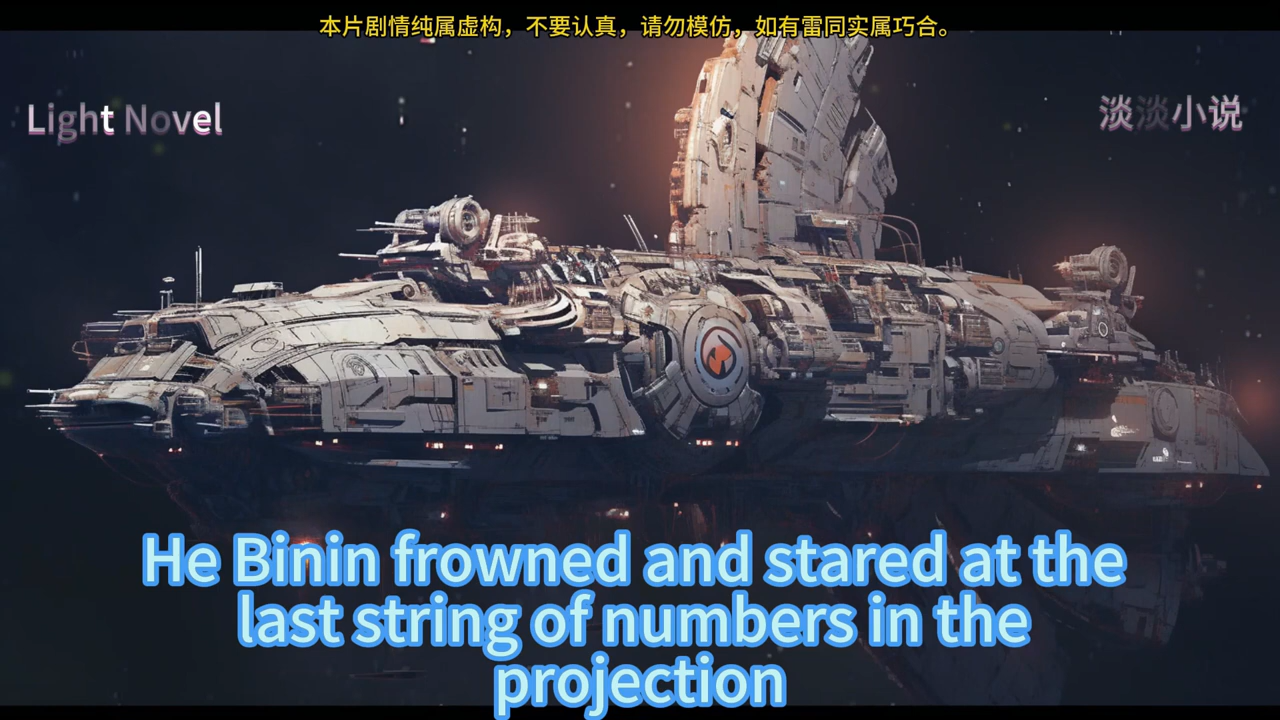 本片剧情纯属虚构，不要认真，请勿模仿，如有雷同实属巧合。
Light Novel
淡淡小说
He Binin frowned and stared at the
last string of numbers in the
projection